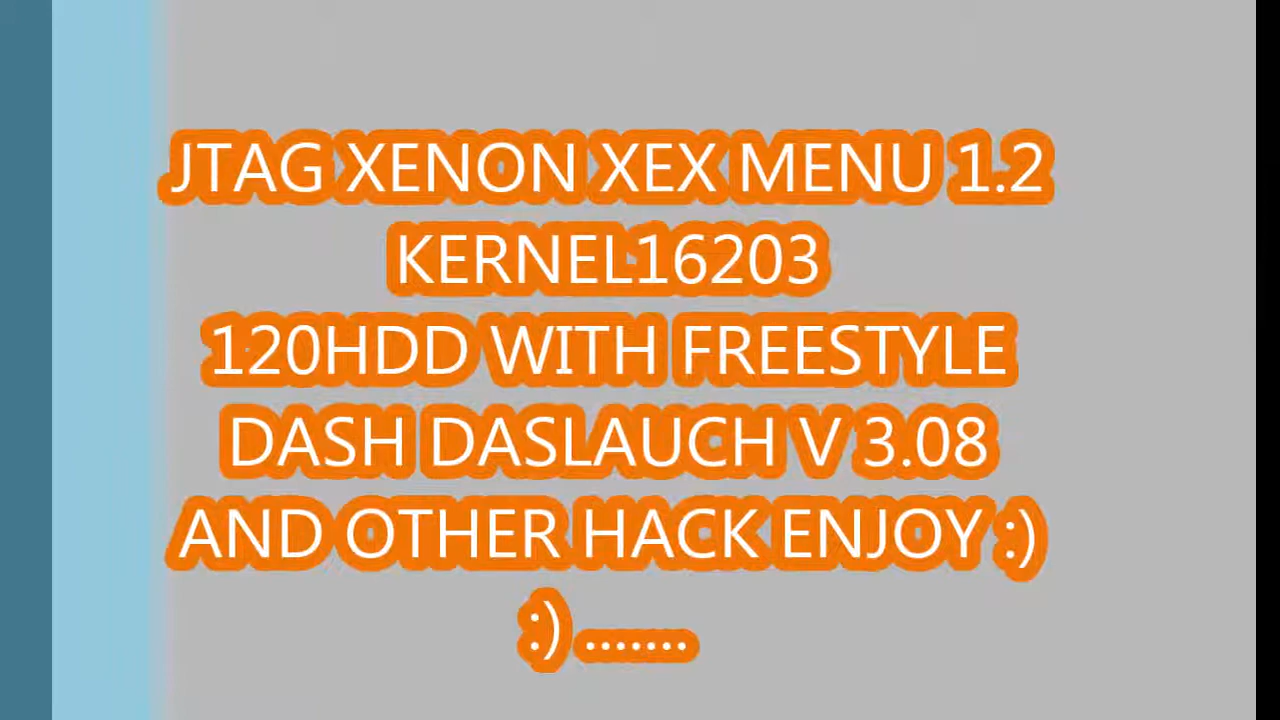 JTAG XENON XEX MENU 1.2
KERNEL16203
120HDD WITH FREESTYLE
DASH DASLAUCH V 3.08
AND OTHER HACK ENJOY :)
:) .......